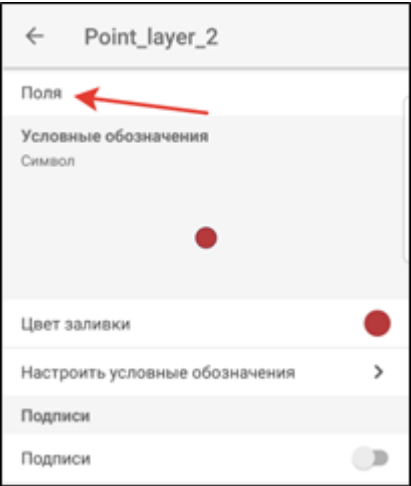 Point_layer_2
Поля
Условные обозначения
Символ
Цвет заливки
Настроить условные обозначения
Подписи
Подписи